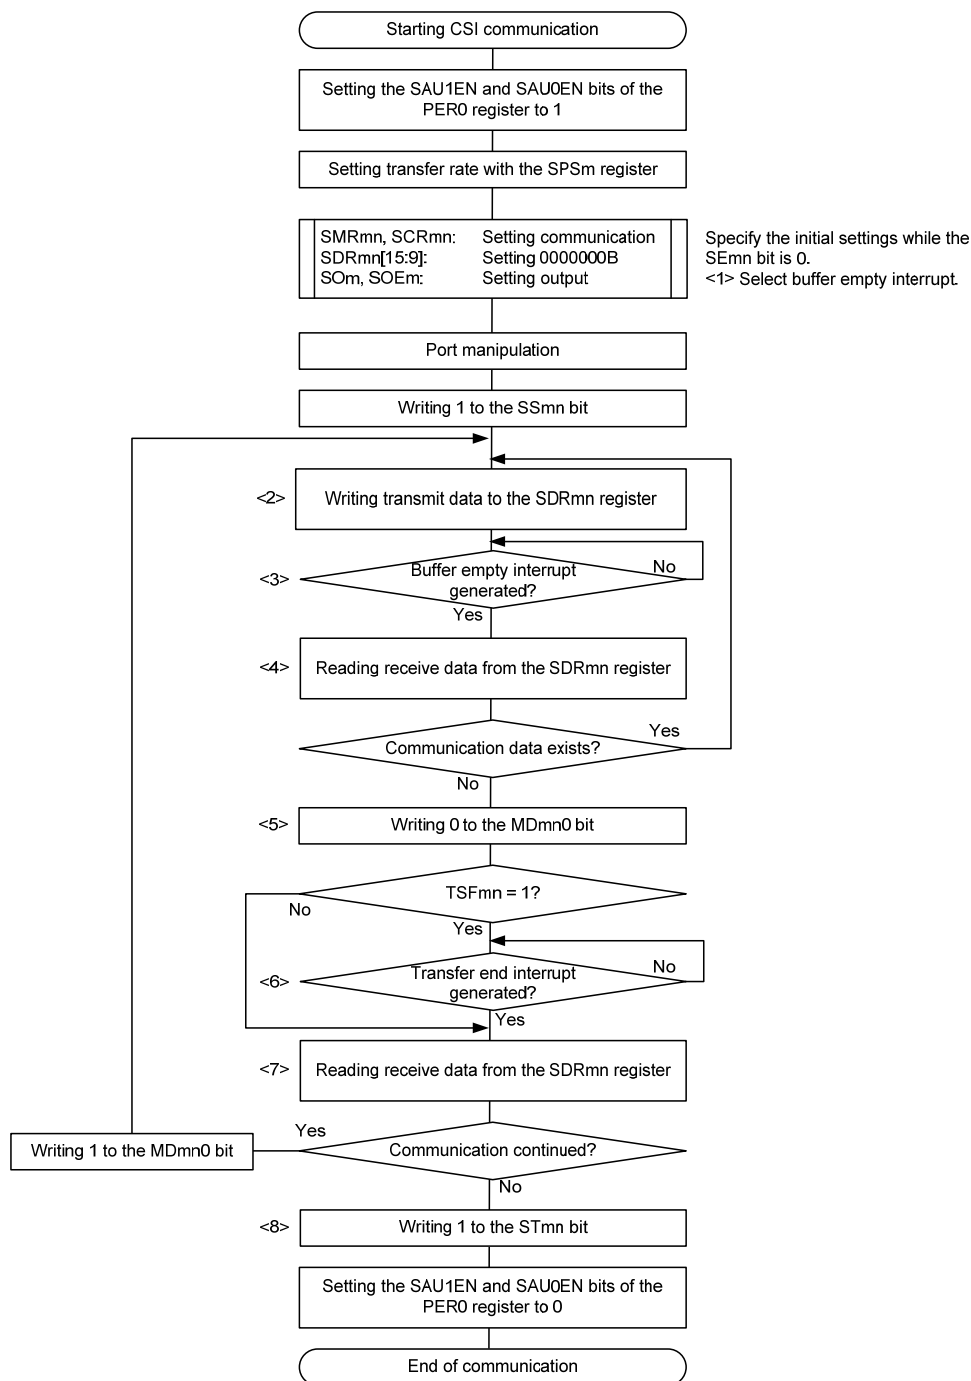 Starting CSI communication
Setting the SAU1EN and SAU0EN bits of the
PER0 register to 1
Setting transfer rate with the SPSm register
SMRmn, SCRmn: Setting communication
SDRmn[15:9]: Setting 0000000B
SOm, SOEm: Setting output
Specify the initial settings while the
SEmn bit is 0.
<1> Select buffer empty interrupt.
Port manipulation
Writing 1 to the SSmn bit
<2>
Writing transmit data to the SDRmn register
<3>
Buffer empty interrupt
generated?
No
Yes
<4>
Reading receive data from the SDRmn register
Communication data exists?
Yes
No
<5>
Writing 0 to the MDmn0 bit
TSFmn = 1?
No
Yes
<6>
Transfer end interrupt
generated?
No
Yes
<7>
Reading receive data from the SDRmn register
Communication continued?
Yes
Writing 1 to the MDmn0 bit
No
<8>
Writing 1 to the STmn bit
Setting the SAU1EN and SAU0EN bits of the
PER0 register to 0
End of communication